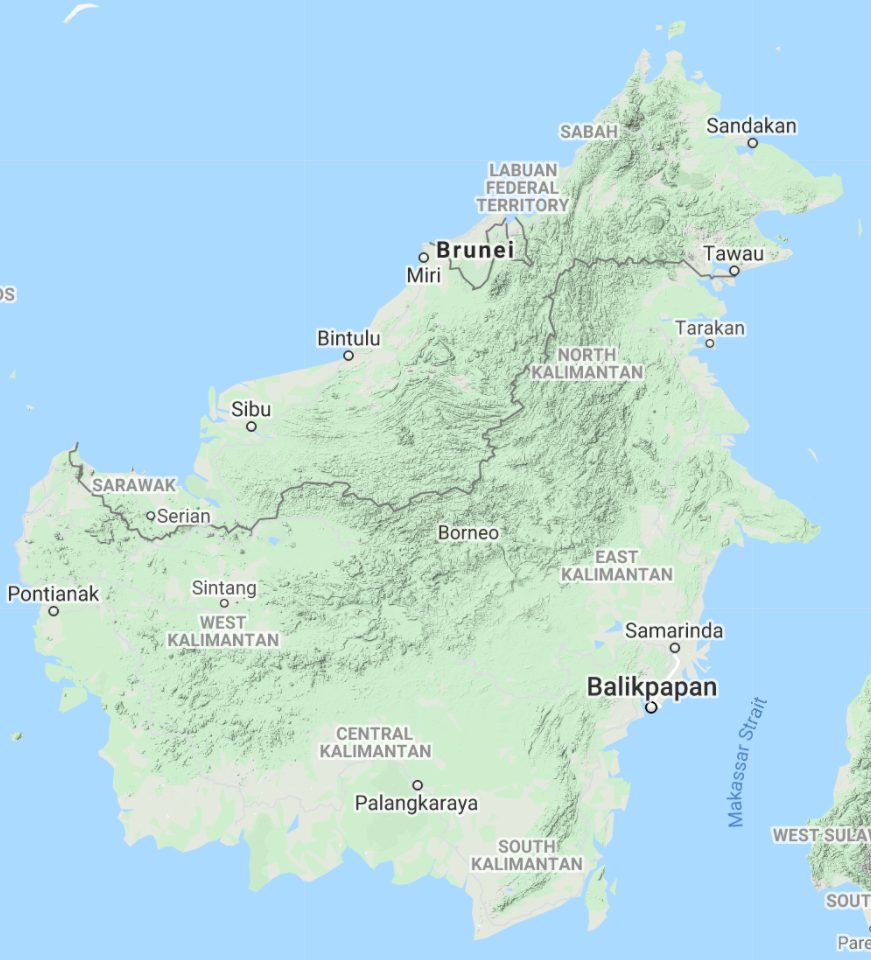 SABAH
Sandakan
LABUAN
FEDERAL
TERRITORY
Brunei
Miri
Tawau
OS
Tarakan
Bintulu
NORTH
KALIMANTAN
Sibu
SARAWAK
Serian
Borneo
EAST
KALIMANTAN
Pontianak
Sintang
WEST
KALIMANTAN
Samarinda
Balikpapan
Makassar Strait
CENTRAL
KALIMANTAN
Palangkaraya
WEST SULAW
SOUTH
KALIMANTAN
SOUT
Pare